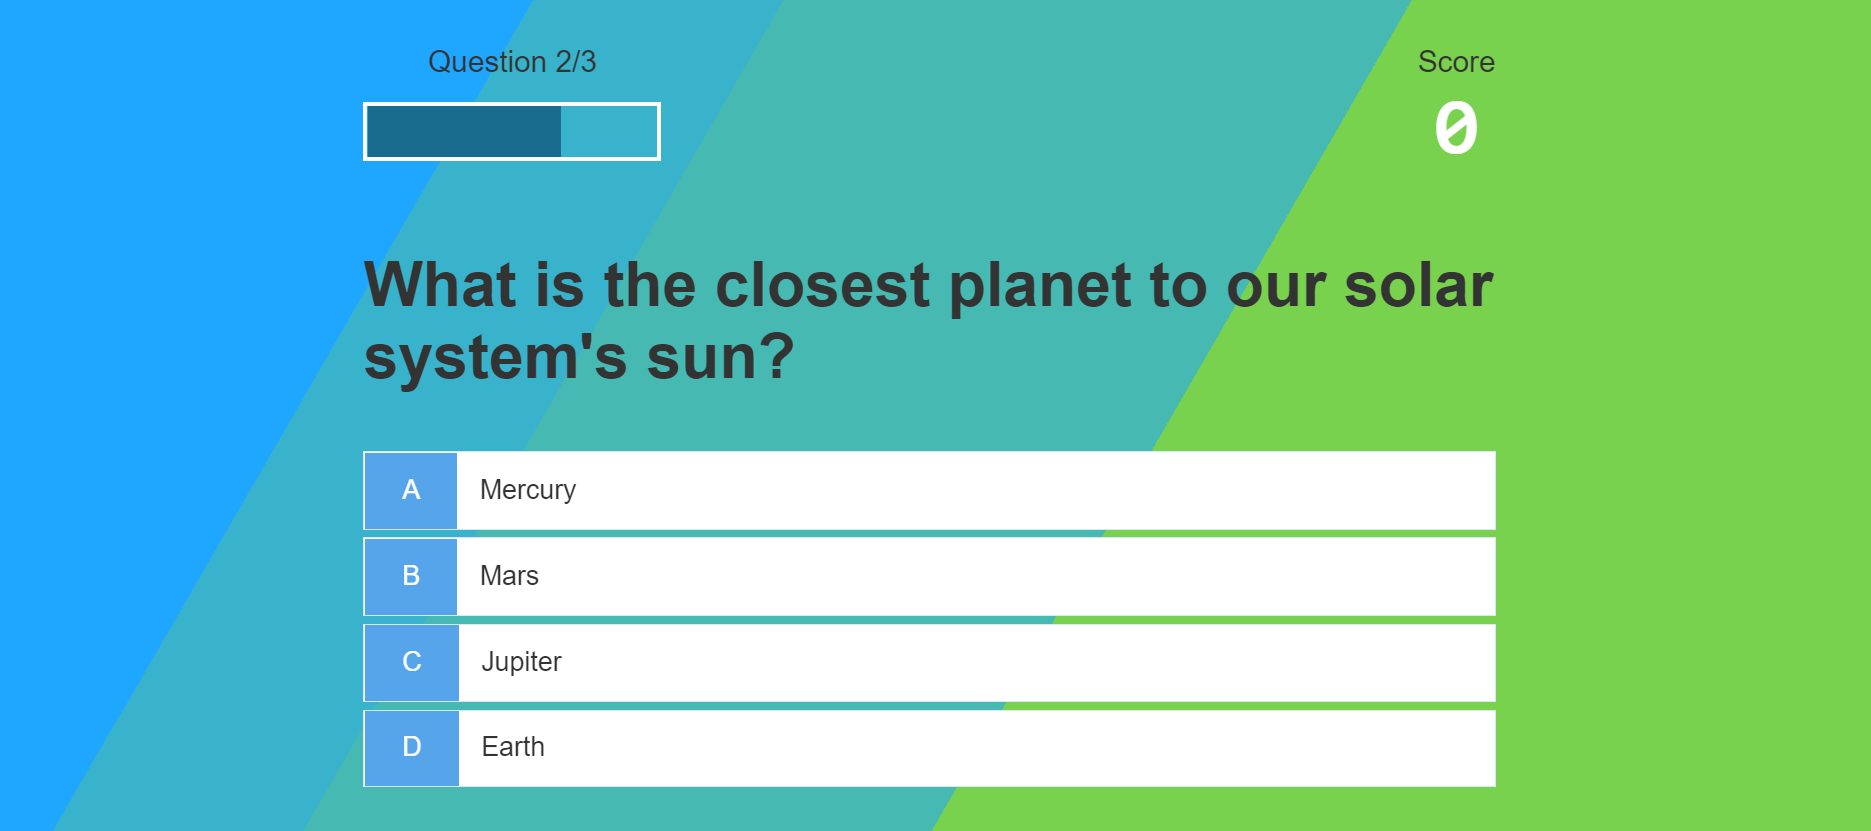 Question 2/3
Score
0
What is the closest planet to our solar
system's sun?
A Mercury
B Mars
C Jupiter
D Earth